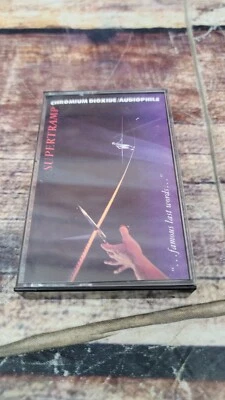 CHROMIUM DIOXIDE/AUDIOPHILE
SUPERTRAMP
"...famous last words..."